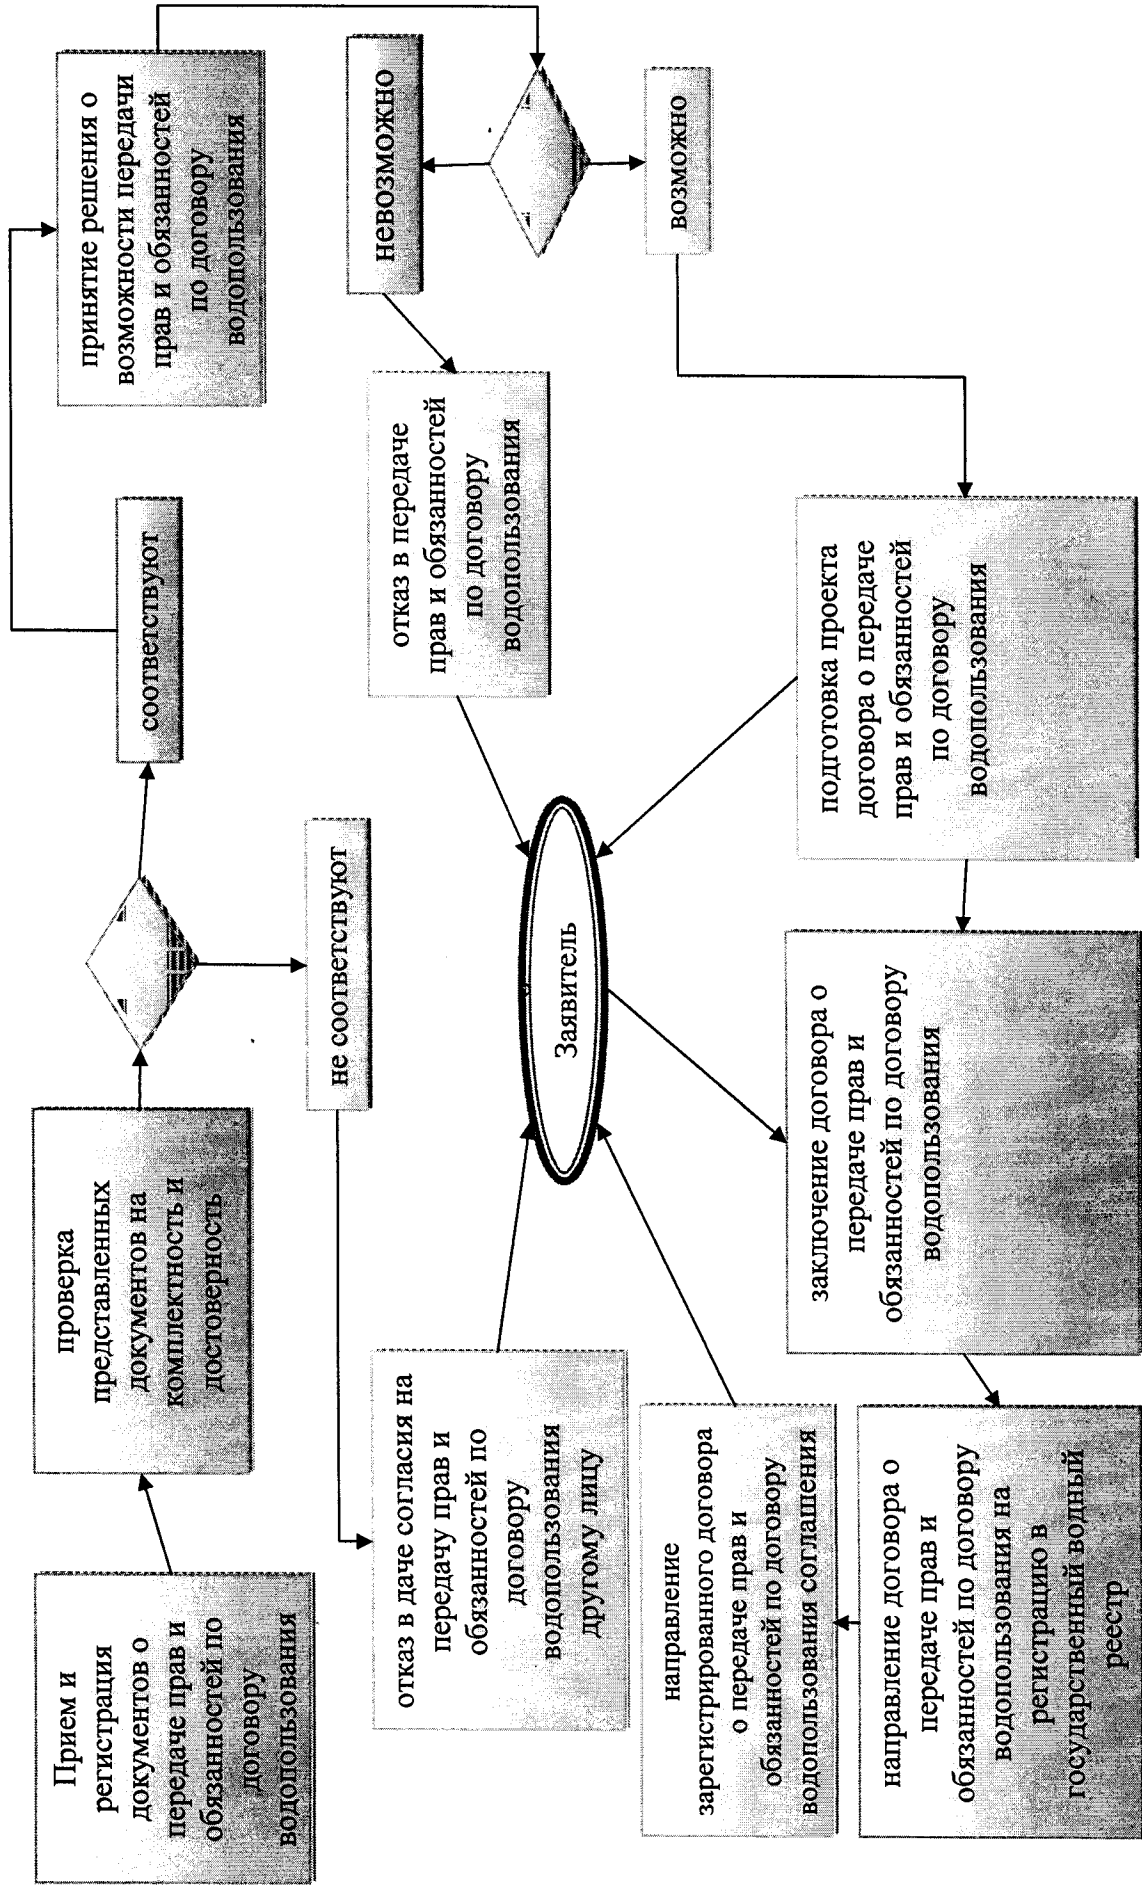 Прием и
регистрация
документов о
передаче прав и
обязанностей по
договору
водопользования
проверка
представленных
документов на
комплектность и
достоверность
соответствуют
принятие решения о
возможности передачи
прав и обязанностей
по договору
водопользования
не соответствуют
невозможно
возможно
отказ в передаче
прав и обязанностей
по договору
водопользования
отказ в даче согласия на
передачу прав и
обязанностей по
договору
водопользования
другому лицу
Заявитель
подготовка проекта
договора о передаче
прав и обязанностей
по договору
водопользования
заключение договора о
передаче прав и
обязанностей по договору
водопользования
направление
зарегистрированного договора
о передаче прав и
обязанностей по договору
водопользования соглашения
направление договора о
передаче прав и
обязанностей по договору
водопользования на
регистрацию в
государственный водный
реестр